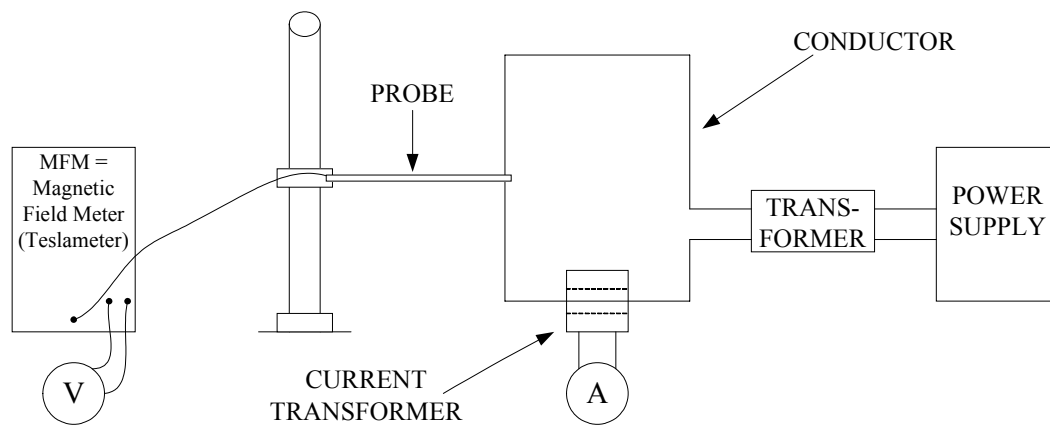 CONDUCTOR
PROBE
MFM =
Magnetic
Field Meter
(Teslameter)
TRANS-
FORMER
POWER
SUPPLY
CURRENT
TRANSFORMER
V
A